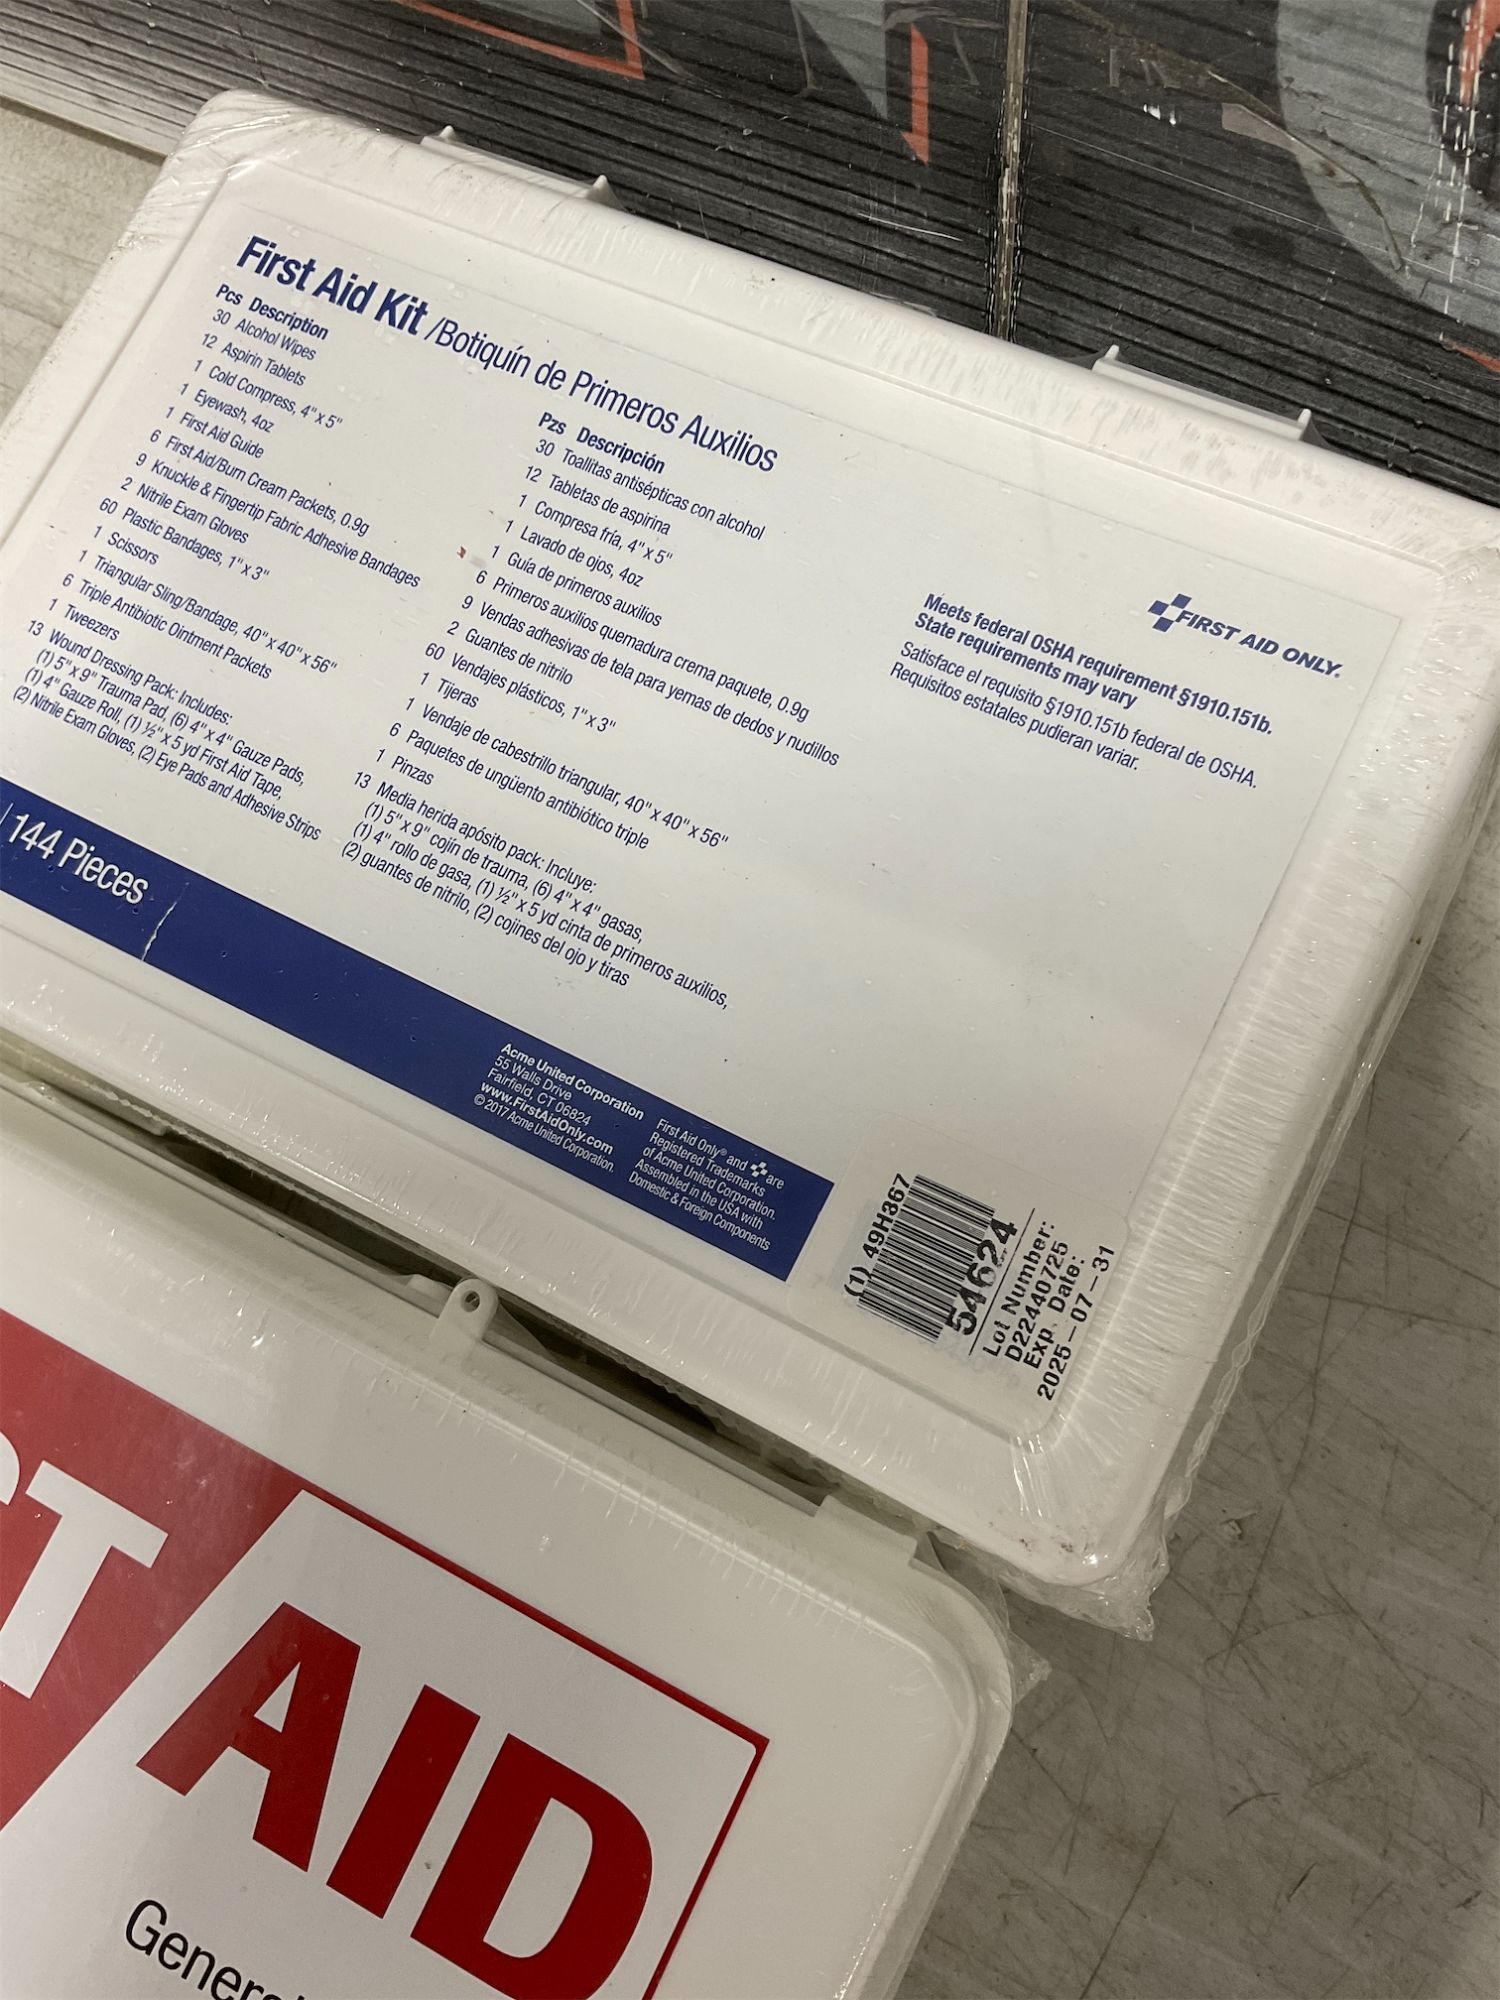 First Aid Kit /Botiquín de Primeros Auxilios
Pcs Description
30 Alcohol Wipes
12 Aspirin Tablets
1 Cold Compress, 4" x 5"
1 Eyewash, 4oz
1 First Aid Guide
6 First Aid/Burn Cream Packets, 0.9g
9 Knuckle & Fingertip Fabric Adhesive Bandages
2 Nitrile Exam Gloves
60 Plastic Bandages, 1" x 3"
1 Scissors
1 Triangular Sling/Bandage, 40" x 40" x 56"
6 Triple Antibiotic Ointment Packets
1 Tweezers
13 Wound Dressing Pack: Includes:
(1) 5" x 9" Trauma Pad, (6) 4" x 4" Gauze Pads,
(1) 4" Gauze Roll, (1) ½" x 5 yd First Aid Tape,
(2) Nitrile Exam Gloves, (2) Eye Pads and Adhesive Strips
Pzs Descripción
30 Toallitas antisépticas con alcohol
12 Tabletas de aspirina
1 Compresa fría, 4" x 5"
1 Lavado de ojos, 4oz
1 Guía de primeros auxilios
6 Primeros auxilios quemadura crema paquete, 0.9g
9 Vendas adhesivas de tela para yemas de dedos y nudillos
2 Guantes de nitrilo
60 Vendajes plásticos, 1" x 3"
1 Tijeras
1 Vendaje de cabestrillo triangular, 40" x 40" x 56"
6 Paquetes de ungüento antibiótico triple
1 Pinzas
13 Media herida apósito pack: Incluye:
(1) 5" x 9" cojín de trauma, (6) 4" x 4" gasas,
(1) 4" rollo de gasa, (1) ½" x 5 yd cinta de primeros auxilios,
(2) guantes de nitrilo, (2) cojines del ojo y tiras
FIRST AID ONLY®
Meets federal OSHA requirement §1910.151b.
State requirements may vary
Satisface el requisito §1910.151b federal de OSHA.
Requisitos estatales pudieran variar.
144 Pieces
Acme United Corporation
55 Walls Drive
Fairfield, CT 06824
www.FirstAidOnly.com
© 2017 Acme United Corporation.
First Aid Only® and are
Registered Trademarks
of Acme United Corporation.
Assembled in the USA with
Domestic & Foreign Components
(1) 49H367
54624
Lot Number:
D22440725
Exp. Date:
2025-07-31
ST AID